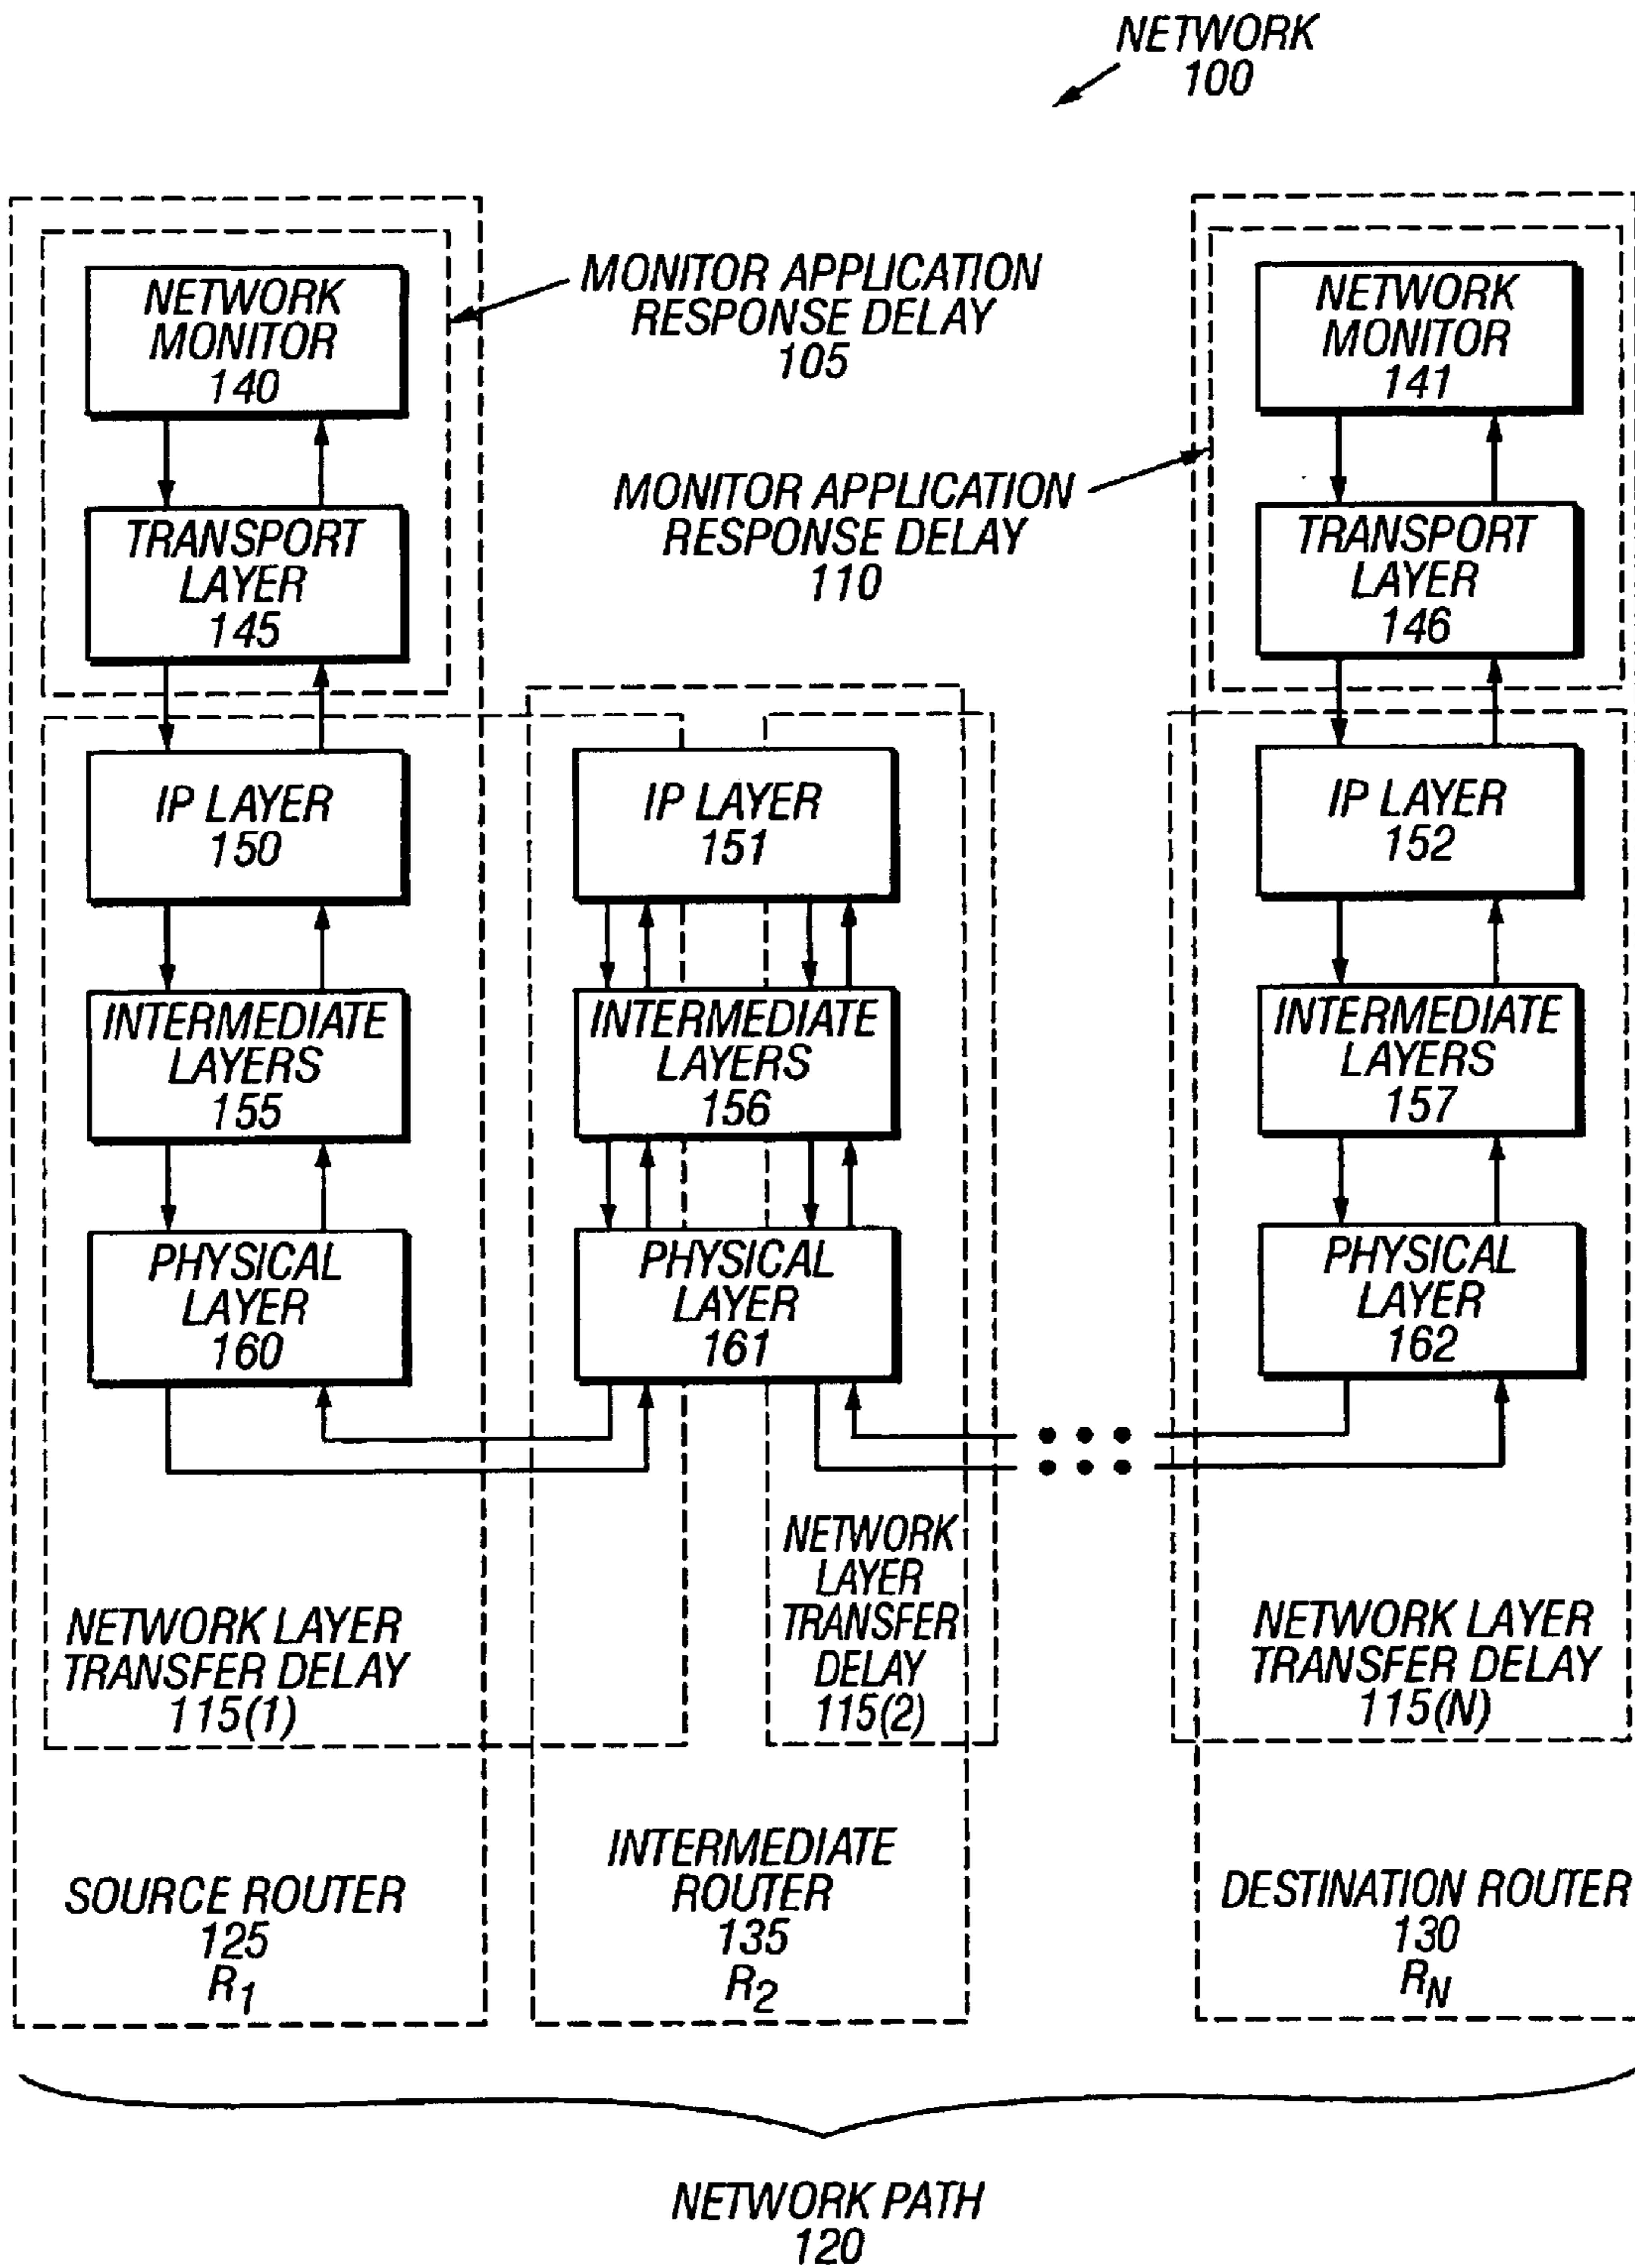 NETWORK
100
NETWORK
MONITOR
140
MONITOR APPLICATION
RESPONSE DELAY
105
NETWORK
MONITOR
141
TRANSPORT
LAYER
145
MONITOR APPLICATION
RESPONSE DELAY
110
TRANSPORT
LAYER
146
IP LAYER
150
IP LAYER
151
IP LAYER
152
INTERMEDIATE
LAYERS
155
INTERMEDIATE
LAYERS
156
INTERMEDIATE
LAYERS
157
PHYSICAL
LAYER
160
PHYSICAL
LAYER
161
PHYSICAL
LAYER
162
NETWORK LAYER
TRANSFER DELAY
115(1)
NETWORK
LAYER
TRANSFER
DELAY
115(2)
NETWORK LAYER
TRANSFER DELAY
115(N)
SOURCE ROUTER
125
R1
INTERMEDIATE
ROUTER
135
R2
DESTINATION ROUTER
130
RN
NETWORK PATH
120